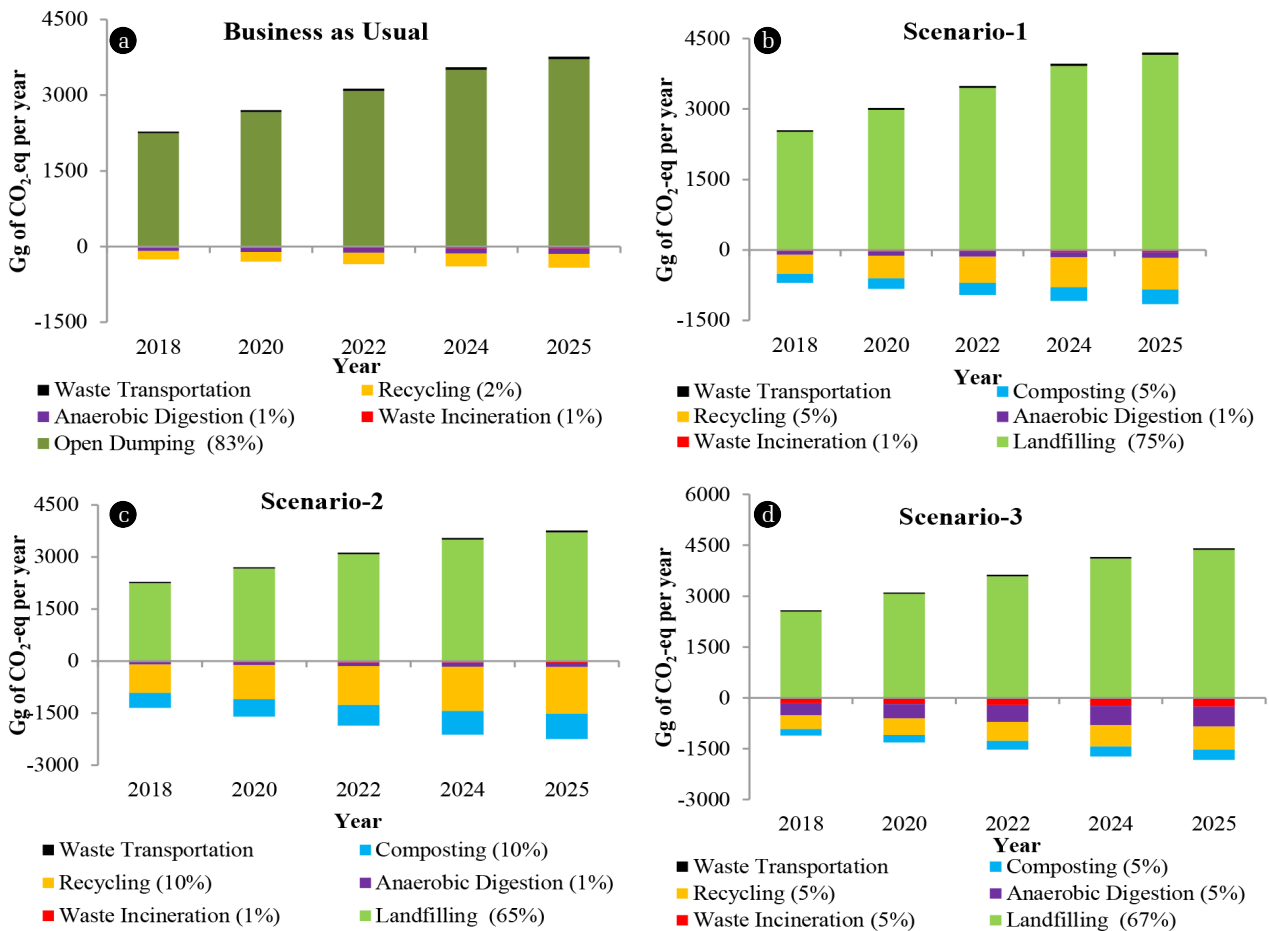 a
Business as Usual
4500
3000
1500
0
-1500
Gg of CO₂-eq per year
2018 2020 2022 2024 2025
Year
Waste Transportation Recycling (2%)
Anaerobic Digestion (1%) Waste Incineration (1%)
Open Dumping (83%)
b
Scenario-1
4500
3000
1500
0
-1500
Gg of CO₂-eq per year
2018 2020 2022 2024 2025
Year
Waste Transportation Composting (5%)
Recycling (5%) Anaerobic Digestion (1%)
Waste Incineration (1%) Landfilling (75%)
c
Scenario-2
4500
3000
1500
0
-1500
-3000
Gg of CO₂-eq per year
2018 2020 2022 2024 2025
Year
Waste Transportation Composting (10%)
Recycling (10%) Anaerobic Digestion (1%)
Waste Incineration (1%) Landfilling (65%)
d
Scenario-3
6000
4500
3000
1500
0
-1500
-3000
Gg of CO₂-eq per year
2018 2020 2022 2024 2025
Year
Waste Transportation Composting (5%)
Recycling (5%) Anaerobic Digestion (5%)
Waste Incineration (5%) Landfilling (67%)